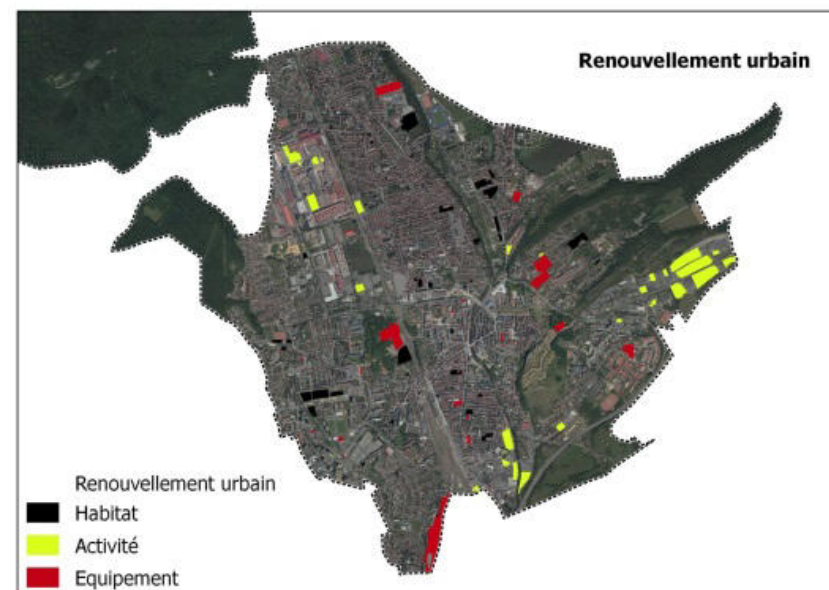 Renouvellement urbain
Renouvellement urbain
Habitat
Activité
Equipement